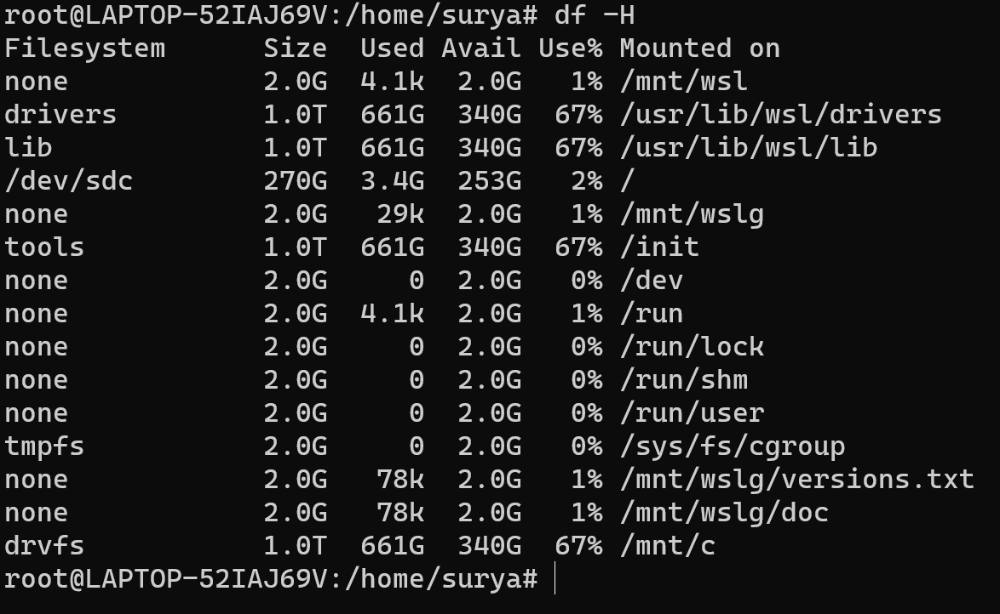 root@LAPTOP-52IAJ69V:/home/surya# df -H
Filesystem      Size  Used Avail Use% Mounted on
none            2.0G  4.1k  2.0G   1% /mnt/wsl
drivers         1.0T  661G  340G  67% /usr/lib/wsl/drivers
lib             1.0T  661G  340G  67% /usr/lib/wsl/lib
/dev/sdc        270G  3.4G  253G   2% /
none            2.0G   29k  2.0G   1% /mnt/wslg
tools           1.0T  661G  340G  67% /init
none            2.0G     0  2.0G   0% /dev
none            2.0G  4.1k  2.0G   1% /run
none            2.0G     0  2.0G   0% /run/lock
none            2.0G     0  2.0G   0% /run/shm
none            2.0G     0  2.0G   0% /run/user
tmpfs           2.0G     0  2.0G   0% /sys/fs/cgroup
none            2.0G   78k  2.0G   1% /mnt/wslg/versions.txt
none            2.0G   78k  2.0G   1% /mnt/wslg/doc
drvfs           1.0T  661G  340G  67% /mnt/c
root@LAPTOP-52IAJ69V:/home/surya#